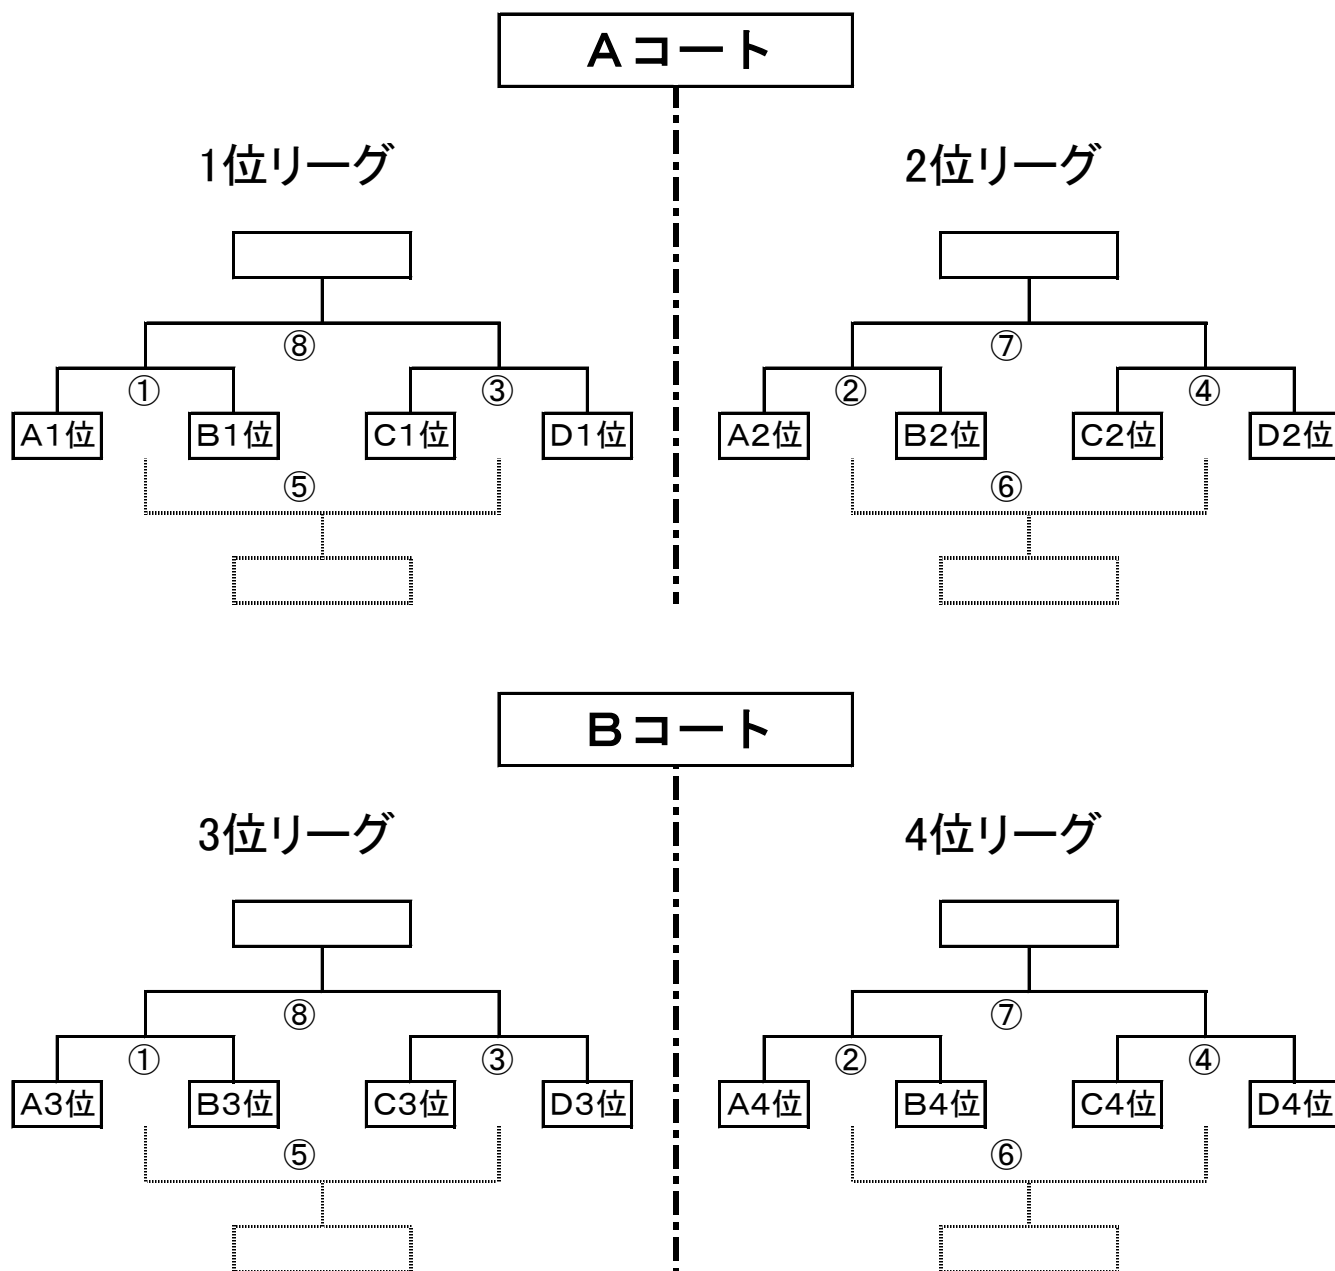 Aコート
1位リーグ 2位リーグ
⑧ ⑦
① ③ ② ④
A1位 B1位 C1位 D1位 A2位 B2位 C2位 D2位
⑤ ⑥
Bコート
3位リーグ 4位リーグ
⑧ ⑦
① ③ ② ④
A3位 B3位 C3位 D3位 A4位 B4位 C4位 D4位
⑤ ⑥